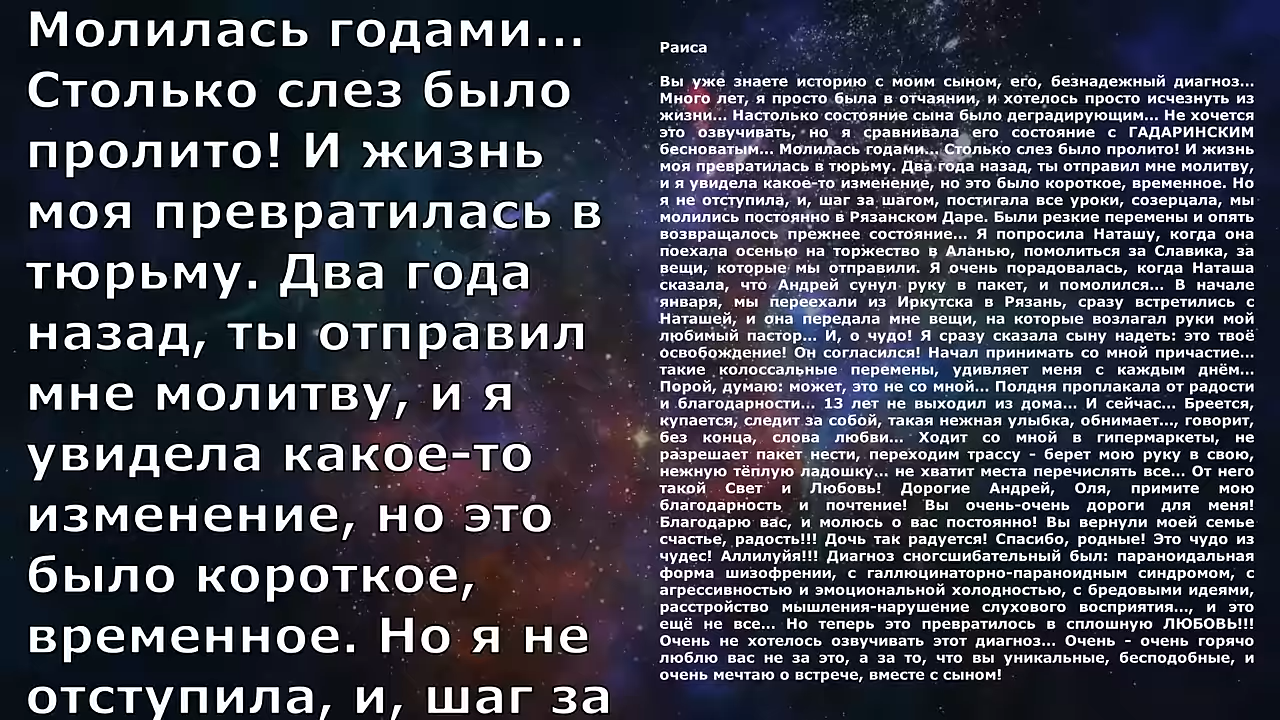 Молилась годами...
Столько слез было
пролито! И жизнь
моя превратилась в
тюрьму. Два года
назад, ты отправил
мне молитву, и я
увидела какое-то
изменение, но это
было короткое,
временное. Но я не
отступила, и, шаг за
Раиса
Вы уже знаете историю с моим сыном, его, безнадежный диагноз...
Много лет, я просто была в отчаянии, и хотелось просто исчезнуть из
жизни... Настолько состояние сына было деградирующим... Не хочется
это озвучивать, но я сравнивала его состояние с ГАДАРИНСКИМ
бесноватым... Молилась годами... Столько слез было пролито! И жизнь
моя превратилась в тюрьму. Два года назад, ты отправил мне молитву,
и я увидела какое-то изменение, но это было короткое, временное. Но
я не отступила, и, шаг за шагом, постигала все уроки, созерцала, мы
молились постоянно в Рязанском Даре. Были резкие перемены и опять
возвращалось прежнее состояние... Я попросила Наташу, когда она
поехала осенью на торжество в Аланью, помолиться за Славика, за
вещи, которые мы отправили. Я очень порадовалась, когда Наташа
сказала, что Андрей сунул руку в пакет, и помолился... В начале
января, мы переехали из Иркутска в Рязань, сразу встретились с
Наташей, и она передала мне вещи, на которые возлагал руки мой
любимый пастор... И, о чудо! Я сразу сказала сыну надеть: это твоё
освобождение! Он согласился! Начал принимать со мной причастие...
такие колоссальные перемены, удивляет меня с каждым днём...
Порой, думаю: может, это не со мной... Полдня проплакала от радости
и благодарности... 13 лет не выходил из дома... И сейчас... Бреется,
купается, следит за собой, такая нежная улыбка, обнимает..., говорит,
без конца, слова любви... Ходит со мной в гипермаркеты, не
разрешает пакет нести, переходим трассу - берет мою руку в свою,
нежную тёплую ладошку... не хватит места перечислять все... От него
такой Свет и Любовь! Дорогие Андрей, Оля, примите мою
благодарность и почтение! Вы очень-очень дороги для меня!
Благодарю вас, и молюсь о вас постоянно! Вы вернули моей семье
счастье, радость!!! Дочь так радуется! Спасибо, родные! Это чудо из
чудес! Аллилуйя!!! Диагноз сногсшибательный был: параноидальная
форма шизофрении, с галлюцинаторно-параноидным синдромом, с
агрессивностью и эмоциональной холодностью, с бредовыми идеями,
расстройство мышления-нарушение слухового восприятия..., и это
ещё не все... Но теперь это превратилось в сплошную ЛЮБОВЬ!!!
Очень не хотелось озвучивать этот диагноз... Очень - очень горячо
люблю вас не за это, а за то, что вы уникальные, бесподобные, и
очень мечтаю о встрече, вместе с сыном!